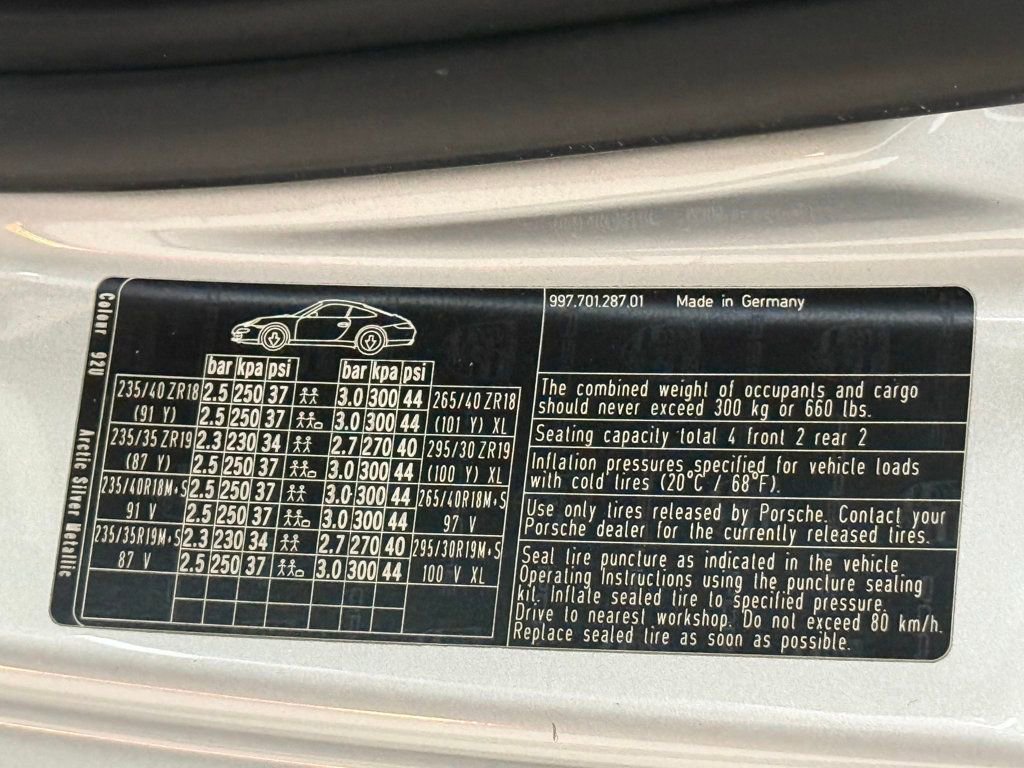 Color 92U Arctic Silver Metallic
bar kpa psi bar kpa psi
235/40 ZR18 2.5 250 37 3.0 300 44 265/40 ZR18
(91 Y) 2.5 250 37 3.0 300 44 (101 Y) XL
235/35 ZR19 2.3 230 34 2.7 270 40 295/30 ZR19
(87 Y) 2.5 250 37 3.0 300 44 (100 Y) XL
235/40R18M+S 2.5 250 37 3.0 300 44 265/40R18M+S
91 V 2.5 250 37 3.0 300 44 97 V
235/35R19M+S 2.3 230 34 2.7 270 40 295/30R19M+S
87 V 2.5 250 37 3.0 300 44 100 V XL
997.701.287.01 Made in Germany
The combined weight of occupants and cargo
should never exceed 300 kg or 660 lbs.
Seating capacity total 4 front 2 rear 2
Inflation pressures specified for vehicle loads
with cold tires (20°C / 68°F).
Use only tires released by Porsche. Contact your
Porsche dealer for the currently released tires.
Seal tire puncture as indicated in the vehicle
Operating Instructions using the puncture sealing
kit. Inflate sealed tire to specified pressure.
Drive to nearest workshop. Do not exceed 80 km/h.
Replace sealed tire as soon as possible.